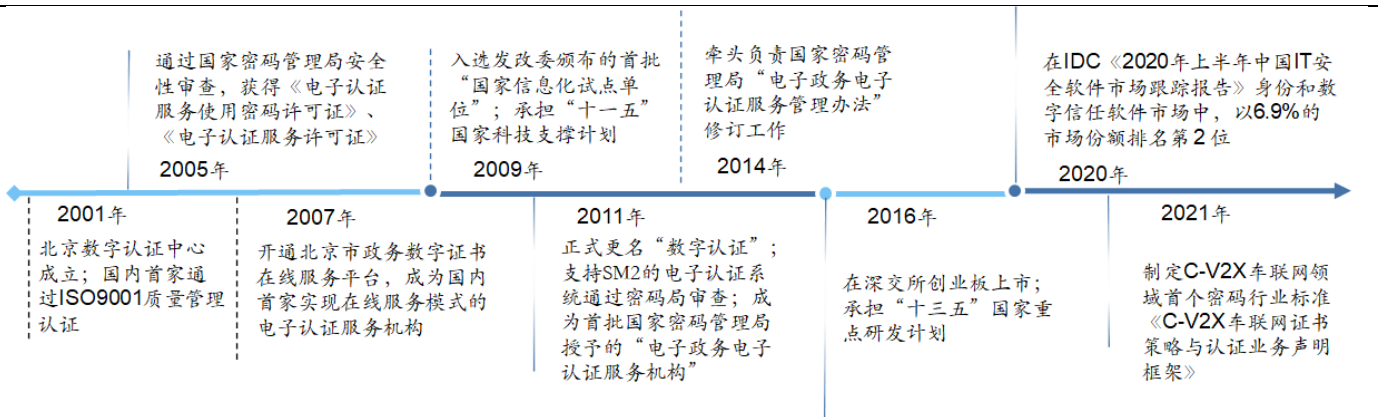 通过国家密码管理局安全
性审查，获得《电子认证
服务使用密码许可证》、
《电子认证服务许可证》
2005年
入选发改委颁布的首批
“国家信息化试点单
位”；承担“十一五”
国家科技支撑计划
2009年
牵头负责国家密码管
理局“电子政务电子
认证服务管理办法”
修订工作
2014年
在IDC《2020年上半年中国IT安
全软件市场跟踪报告》身份和数
字信任软件市场中，以6.9%的
市场份额排名第2位
2020年
2001年
北京数字认证中心
成立；国内首家通
过ISO9001质量管理
认证
2007年
开通北京市政务数字证书
在线服务平台，成为国内
首家实现在线服务模式的
电子认证服务机构
2011年
正式更名“数字认证”；
支持SM2的电子认证系
统通过密码局审查；成
为首批国家密码管理局
授予的“电子政务电子
认证服务机构”
2016年
在深交所创业板上市；
承担“十三五”国家重
点研发计划
2021年
制定C-V2X车联网领
域首个密码行业标准
《C-V2X车联网证书
策略与认证业务声明
框架》